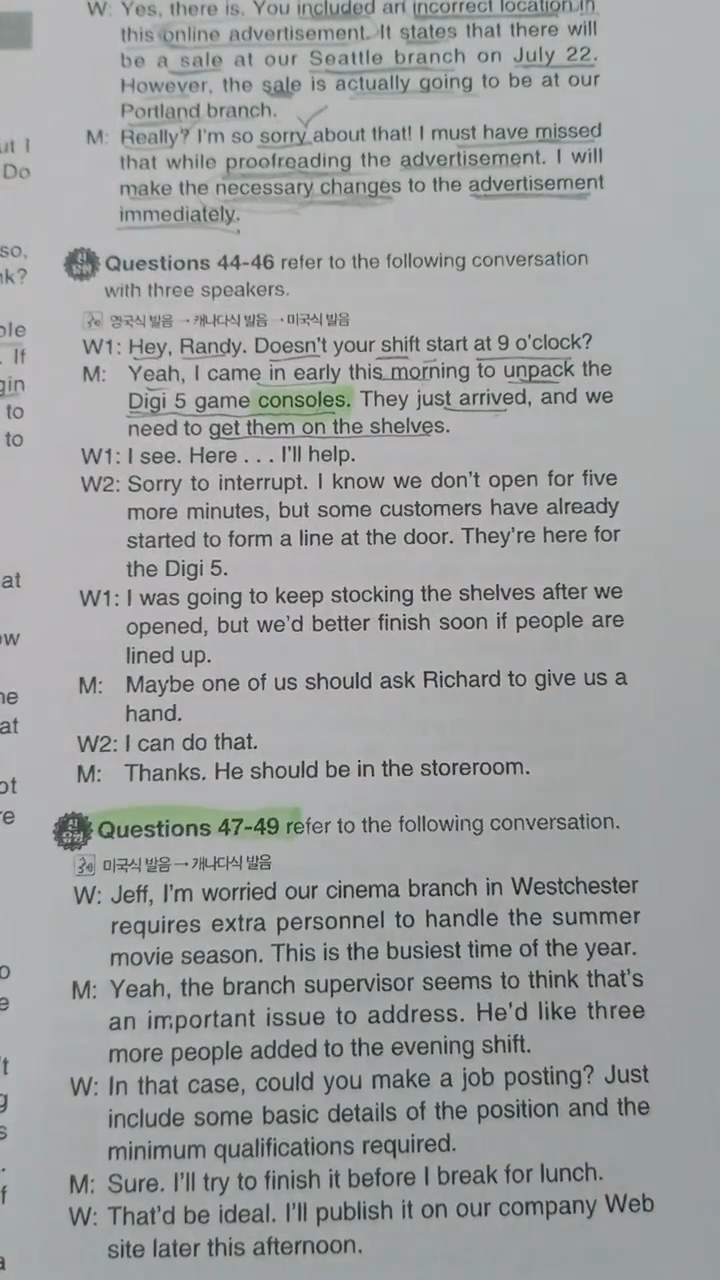 W: Yes, there is. You included an incorrect location in
this online advertisement. It states that there will
be a sale at our Seattle branch on July 22.
However, the sale is actually going to be at our
Portland branch.
M: Really? I'm so sorry about that! I must have missed
that while proofreading the advertisement. I will
make the necessary changes to the advertisement
immediately.
Questions 44-46 refer to the following conversation
with three speakers.
영국식 발음 → 캐나다식 발음 → 미국식 발음
W1: Hey, Randy. Doesn't your shift start at 9 o'clock?
M: Yeah, I came in early this morning to unpack the
Digi 5 game consoles. They just arrived, and we
need to get them on the shelves.
W1: I see. Here . . . I'll help.
W2: Sorry to interrupt. I know we don't open for five
more minutes, but some customers have already
started to form a line at the door. They're here for
the Digi 5.
W1: I was going to keep stocking the shelves after we
opened, but we'd better finish soon if people are
lined up.
M: Maybe one of us should ask Richard to give us a
hand.
W2: I can do that.
M: Thanks. He should be in the storeroom.
Questions 47-49 refer to the following conversation.
미국식 발음 → 캐나다식 발음
W: Jeff, I'm worried our cinema branch in Westchester
requires extra personnel to handle the summer
movie season. This is the busiest time of the year.
M: Yeah, the branch supervisor seems to think that's
an important issue to address. He'd like three
more people added to the evening shift.
W: In that case, could you make a job posting? Just
include some basic details of the position and the
minimum qualifications required.
M: Sure. I'll try to finish it before I break for lunch.
W: That'd be ideal. I'll publish it on our company Web
site later this afternoon.